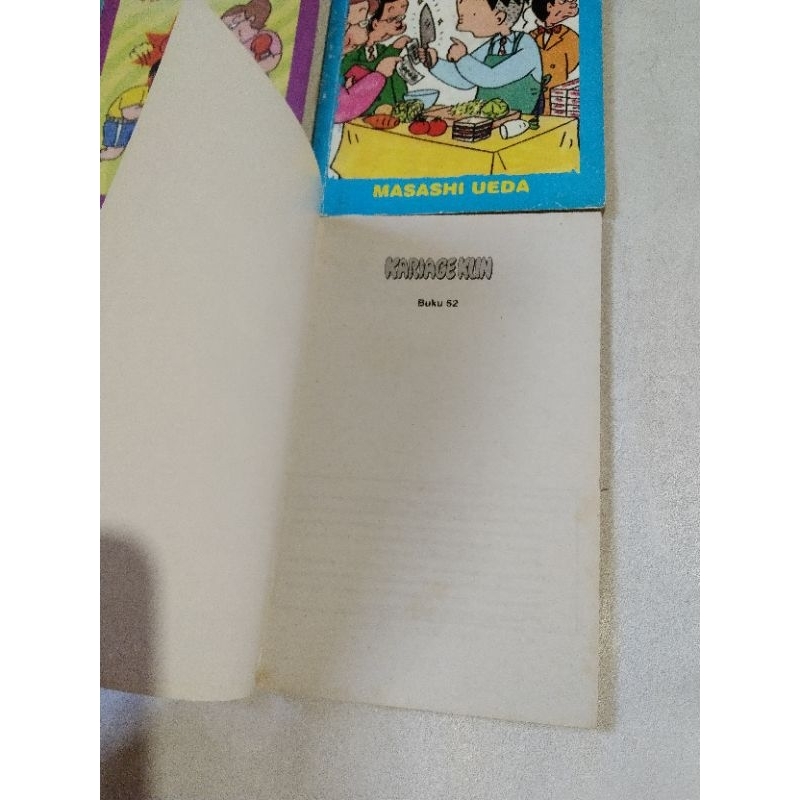 MASASHI UEDA
KARIAGE KUN
Buku 52